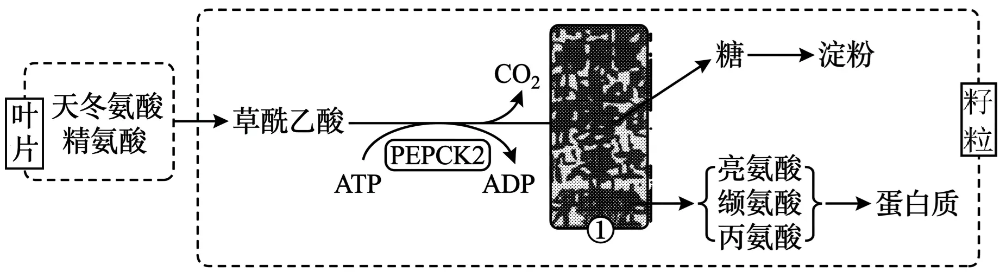 叶片
天冬氨酸
精氨酸
草酰乙酸
CO₂
PEPCK2
ATP
ADP
①
糖
淀粉
亮氨酸
缬氨酸
丙氨酸
蛋白质
籽粒